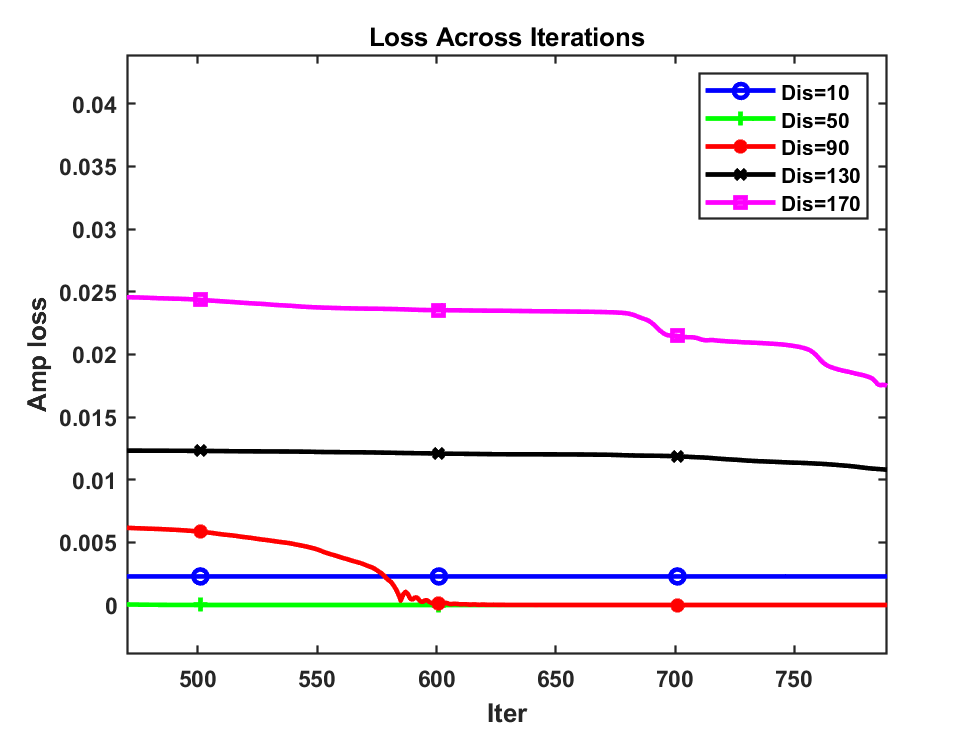 Loss Across Iterations
Dis=10
Dis=50
Dis=90
Dis=130
Dis=170
0.04
0.035
0.03
0.025
0.02
0.015
0.01
0.005
0
Amp loss
500 550 600 650 700 750
Iter